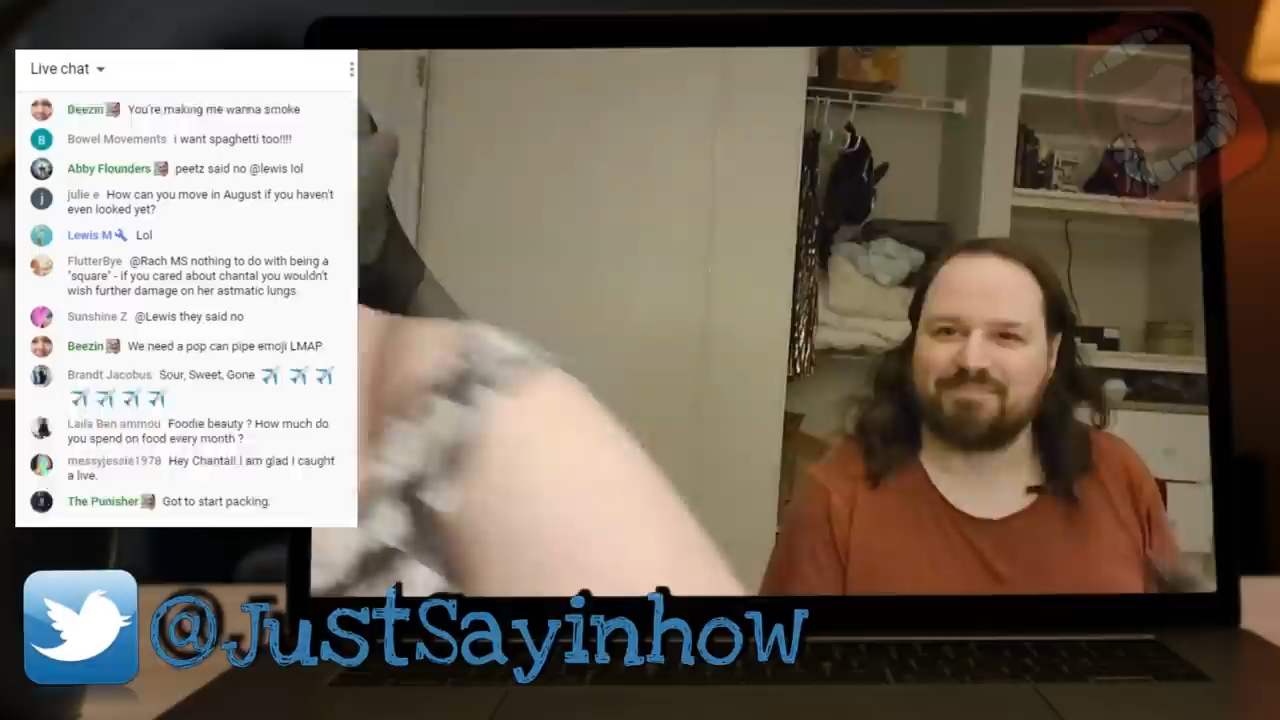 Live chat
Beezin You're making me wanna smoke
B Bowel Movements i want spaghetti too!!!!
Abby Flounders peetz said no @lewis lol
j julie e How can you move in August if you haven't
even looked yet?
Lewis M Lol
FlutterBye @Rach MS nothing to do with being a
"square" - if you cared about chantal you wouldn't
wish further damage on her astmatic lungs
Sunshine Z @Lewis they said no
Beezin We need a pop can pipe emoji LMAP
Brandt Jacobus Sour, Sweet, Gone ✈️ ✈️ ✈️
✈️ ✈️ ✈️ ✈️
Laila Ben ammou Foodie beauty ? How much do
you spend on food every month ?
messyjessie1978 Hey Chantal! I am glad I caught
a live.
The Punisher Got to start packing.
@JustSayinhow